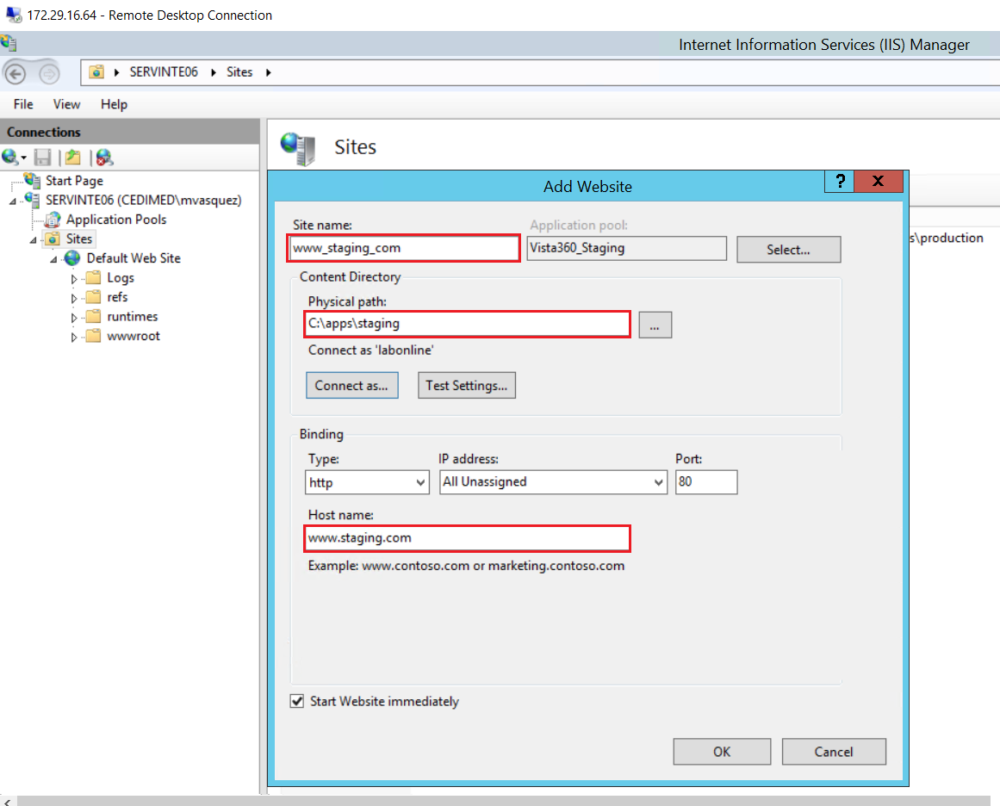 172.29.16.64 - Remote Desktop Connection
Internet Information Services (IIS) Manager
SERVINTE06 Sites
File View Help
Connections
Start Page
SERVINTE06 (CEDIMED\mvasquez)
Application Pools
Sites
Default Web Site
Logs
refs
runtimes
wwwroot
Sites
s\production
Add Website
? X
Site name: Application pool:
www_staging_com Vista360_Staging Select...
Content Directory
Physical path:
C:\apps\staging ...
Connect as 'labonline'
Connect as... Test Settings...
Binding
Type: IP address: Port:
http All Unassigned 80
Host name:
www.staging.com
Example: www.contoso.com or marketing.contoso.com
Start Website immediately
OK Cancel